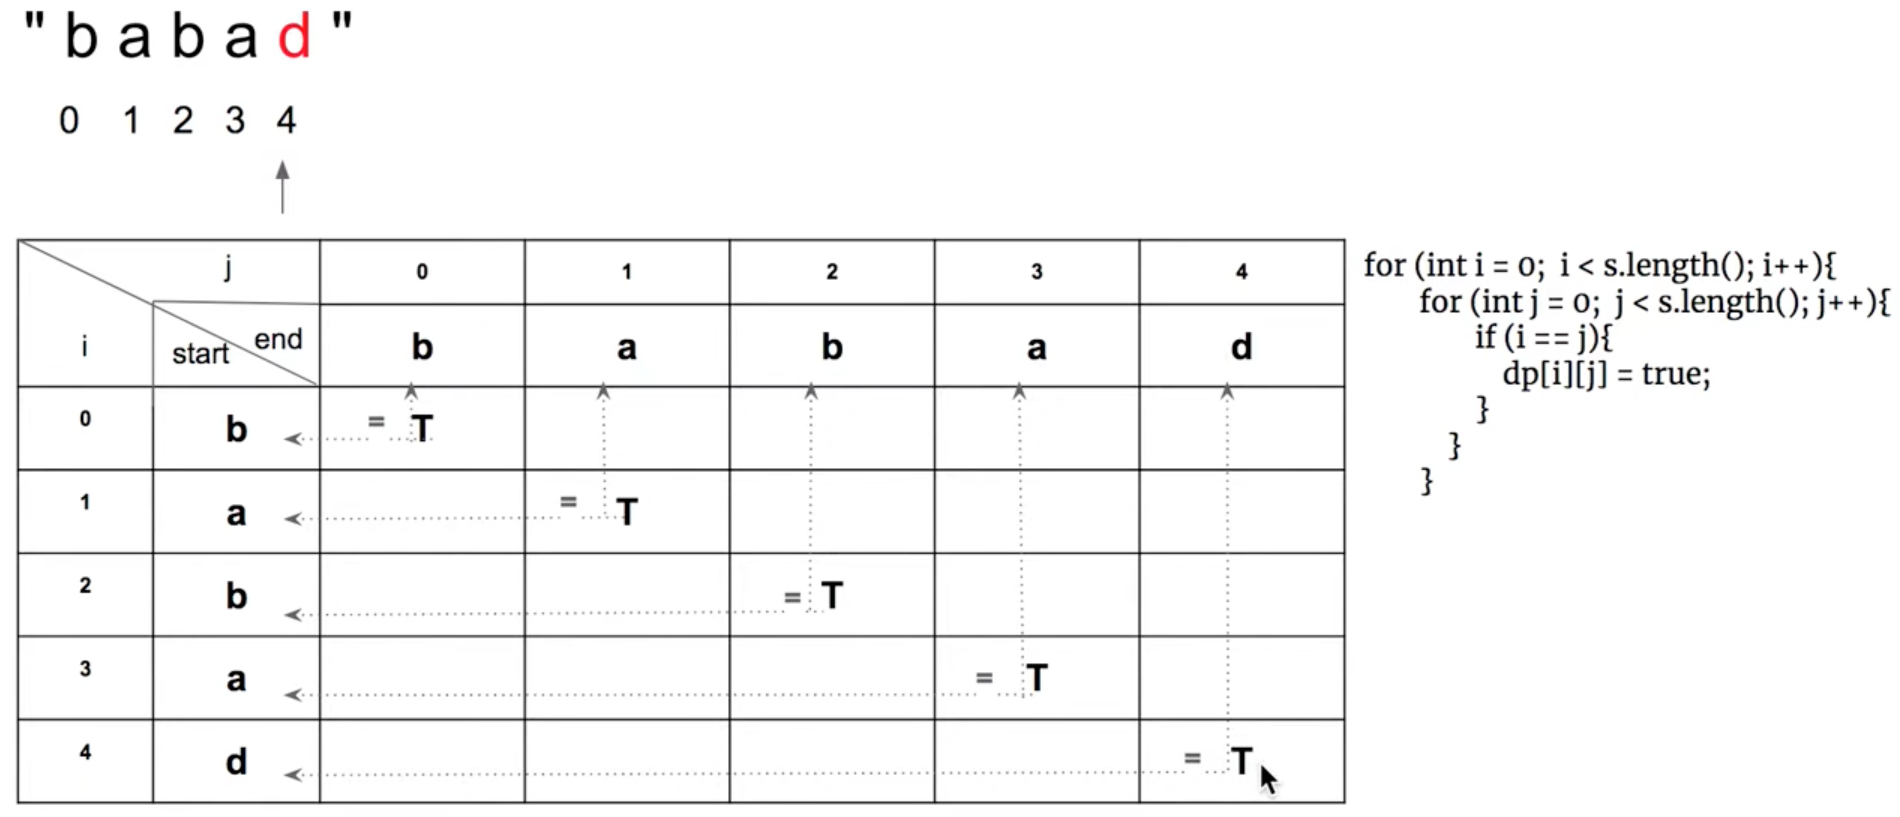 " b a b a d "
0 1 2 3 4
j 0 1 2 3 4
i start end b a b a d
0 b = T
1 a = T
2 b = T
3 a = T
4 d = T
for (int i = 0; i < s.length(); i++){
for (int j = 0; j < s.length(); j++){
if (i == j){
dp[i][j] = true;
}
}
}